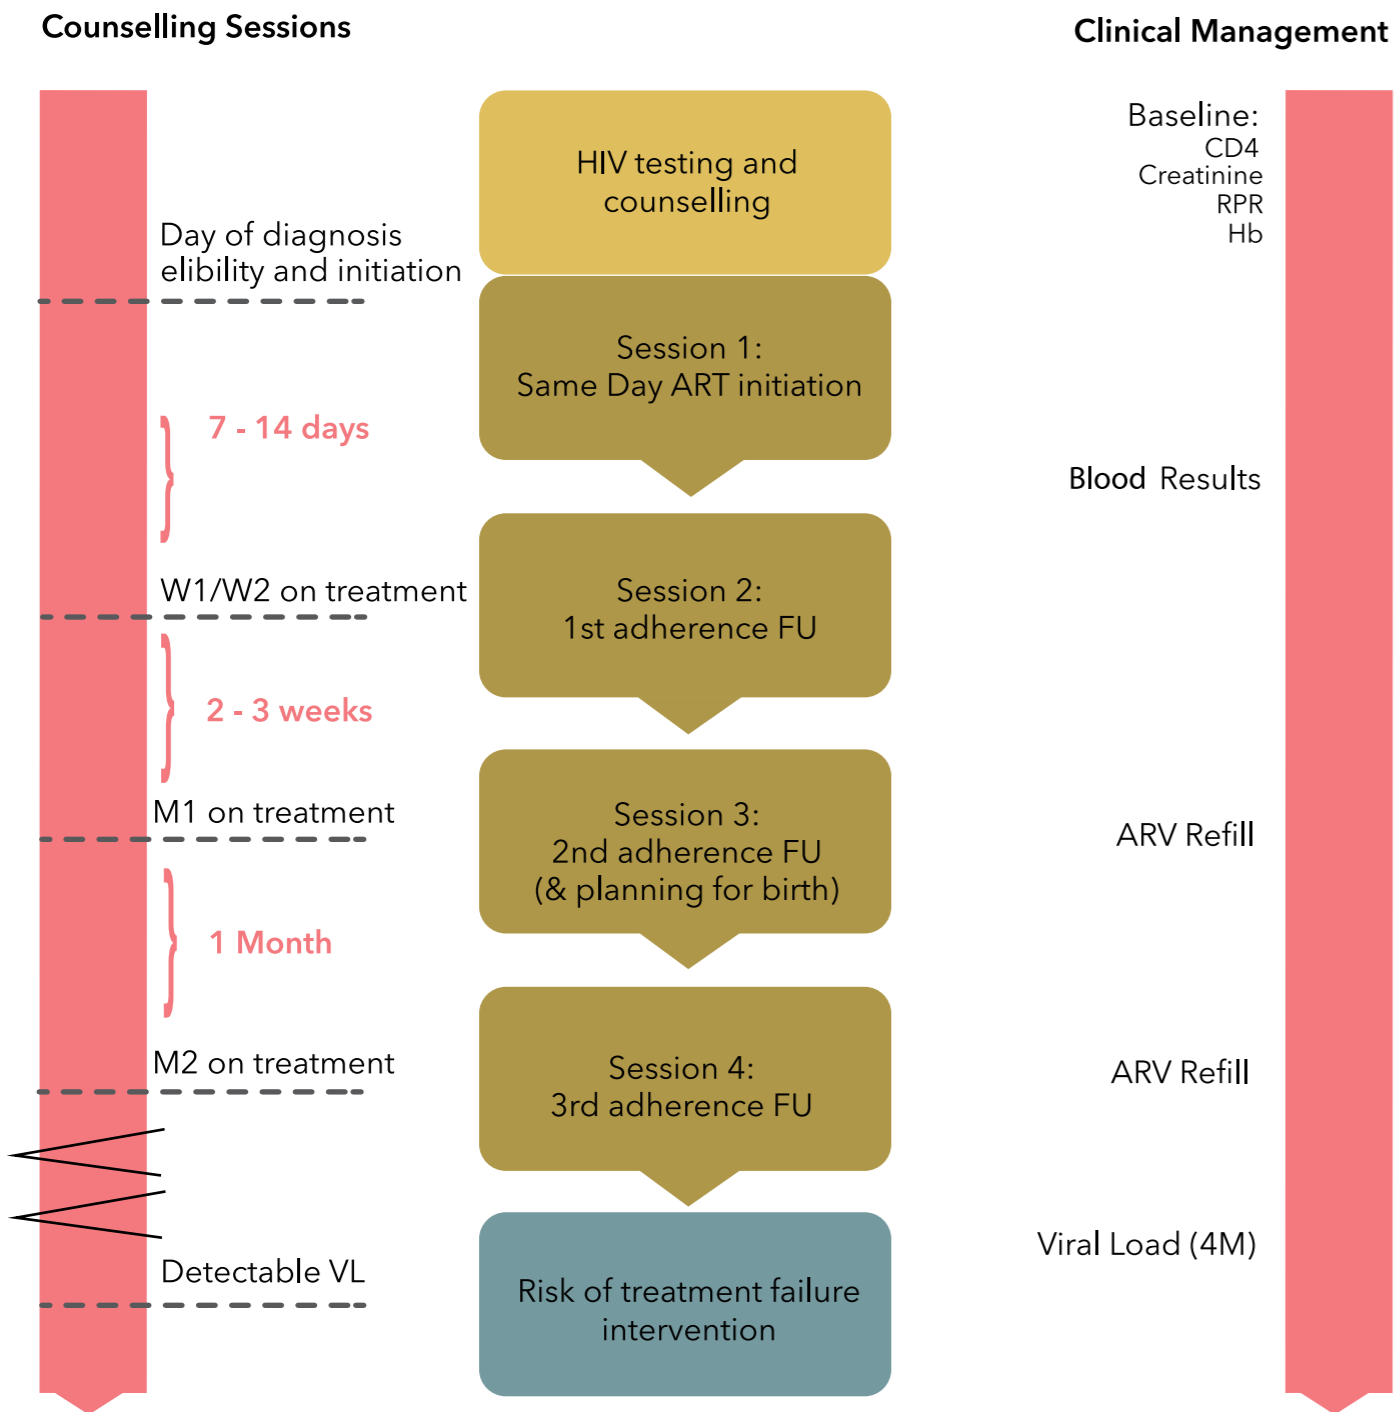 Counselling Sessions
Clinical Management
Baseline:
CD4
Creatinine
RPR
Hb
HIV testing and
counselling
Day of diagnosis
elibility and initiation
Session 1:
Same Day ART initiation
7 - 14 days
Blood Results
W1/W2 on treatment
Session 2:
1st adherence FU
2 - 3 weeks
M1 on treatment
Session 3:
2nd adherence FU
(& planning for birth)
ARV Refill
1 Month
M2 on treatment
Session 4:
3rd adherence FU
ARV Refill
Viral Load (4M)
Detectable VL
Risk of treatment failure
intervention